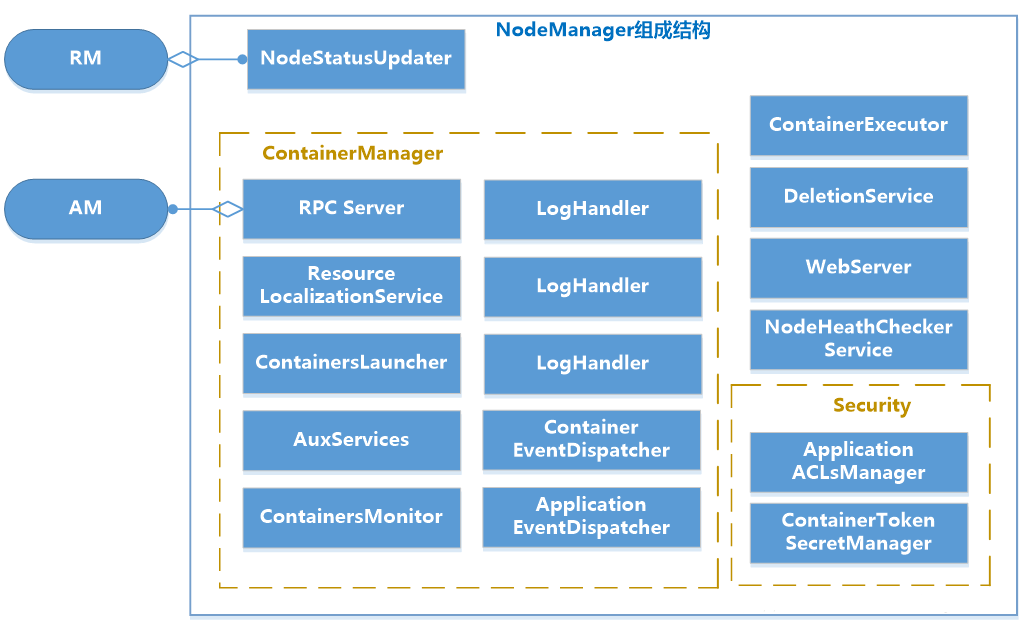 NodeManager组成结构
RM
NodeStatusUpdater
AM
ContainerManager
RPC Server
LogHandler
Resource
LocalizationService
LogHandler
ContainersLauncher
LogHandler
AuxServices
Container
EventDispatcher
ContainersMonitor
Application
EventDispatcher
ContainerExecutor
DeletionService
WebServer
NodeHeathChecker
Service
Security
Application
ACLsManager
ContainerToken
SecretManager